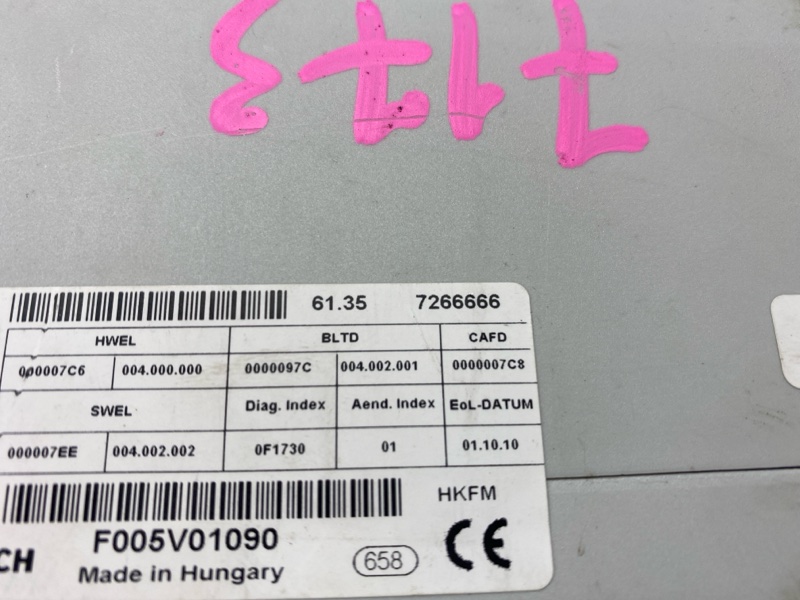 7173
61.35 7266666
HWEL BLTD CAFD
000007C6 004.000.000 0000097C 004.002.001 0000007C8
SWEL Diag. Index Aend. Index EoL-DATUM
000007EE 004.002.002 0F1730 01 01.10.10
HKFM
F005V01090
CH Made in Hungary 658 CE